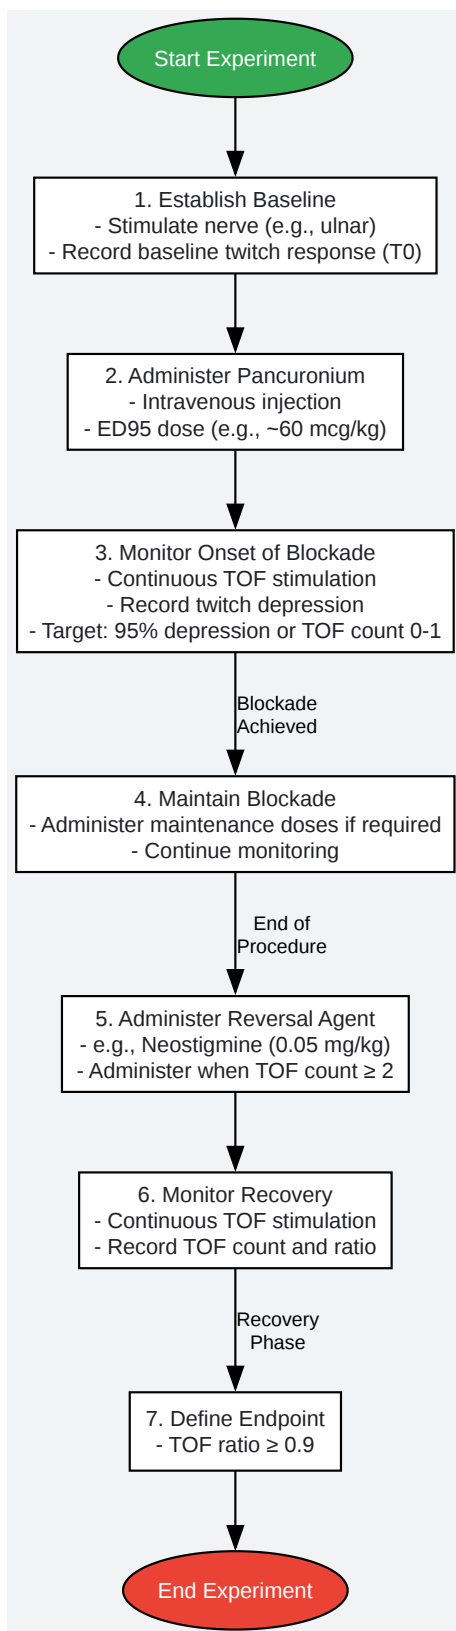 Start Experiment
1. Establish Baseline
- Stimulate nerve (e.g., ulnar)
- Record baseline twitch response (T0)
2. Administer Pancuronium
- Intravenous injection
- ED95 dose (e.g., ~60 mcg/kg)
3. Monitor Onset of Blockade
- Continuous TOF stimulation
- Record twitch depression
- Target: 95% depression or TOF count 0-1
Blockade
Achieved
4. Maintain Blockade
- Administer maintenance doses if required
- Continue monitoring
End of
Procedure
5. Administer Reversal Agent
- e.g., Neostigmine (0.05 mg/kg)
- Administer when TOF count ≥ 2
6. Monitor Recovery
- Continuous TOF stimulation
- Record TOF count and ratio
Recovery
Phase
7. Define Endpoint
- TOF ratio ≥ 0.9
End Experiment